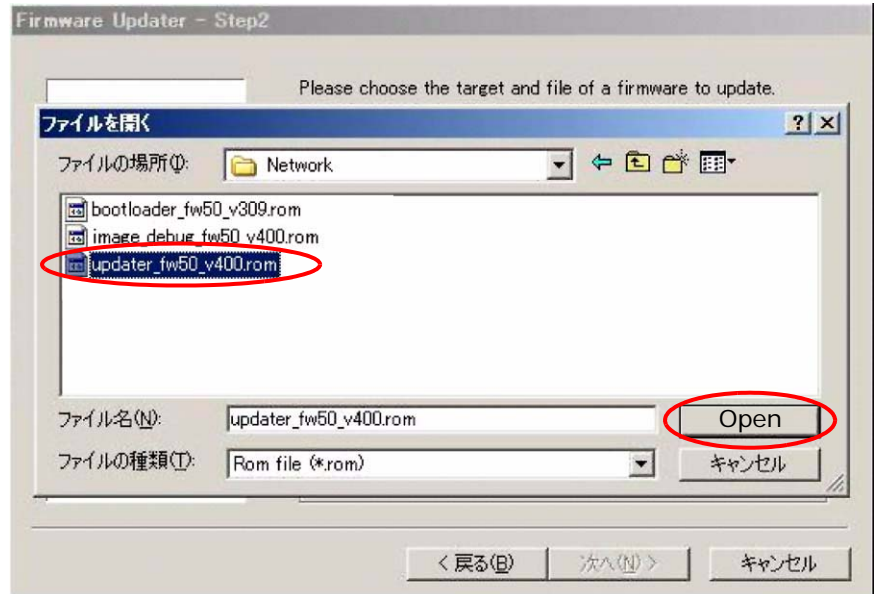 Firmware Updater - Step2
Please choose the target and file of a firmware to update.
ファイルを開く
ファイルの場所(I):
Network
bootloader_fw50_v309.rom
image_debug_fw50_v400.rom
updater_fw50_v400.rom
ファイル名(N):
updater_fw50_v400.rom
Open
ファイルの種類(T):
Rom file (*.rom)
キャンセル
< 戻る(B)
次へ(N) >
キャンセル